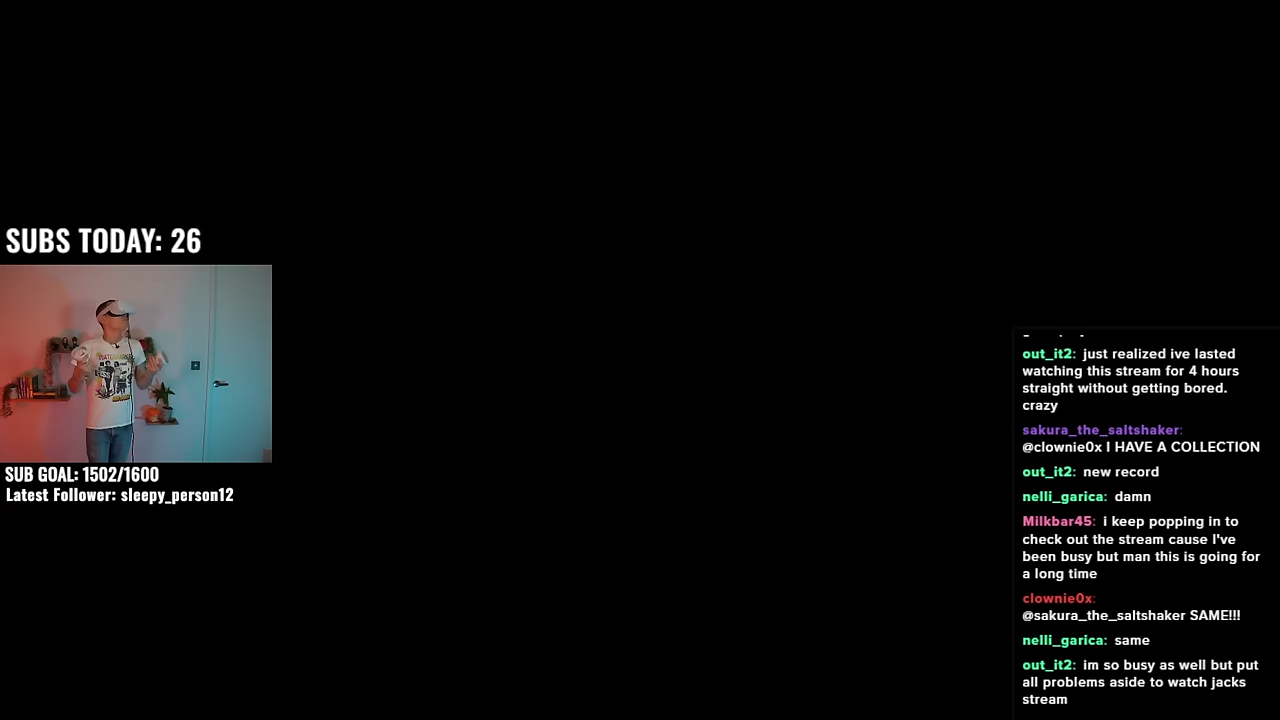 SUBS TODAY: 26
SUB GOAL: 1502/1600
Latest Follower: sleepy_person12
out_it2: just realized ive lasted
watching this stream for 4 hours
straight without getting bored.
crazy
sakura_the_saltshaker:
@clownie0x I HAVE A COLLECTION
out_it2: new record
nelli_garica: damn
Milkbar45: i keep popping in to
check out the stream cause I've
been busy but man this is going for
a long time
clownie0x:
@sakura_the_saltshaker SAME!!!
nelli_garica: same
out_it2: im so busy as well but put
all problems aside to watch jacks
stream